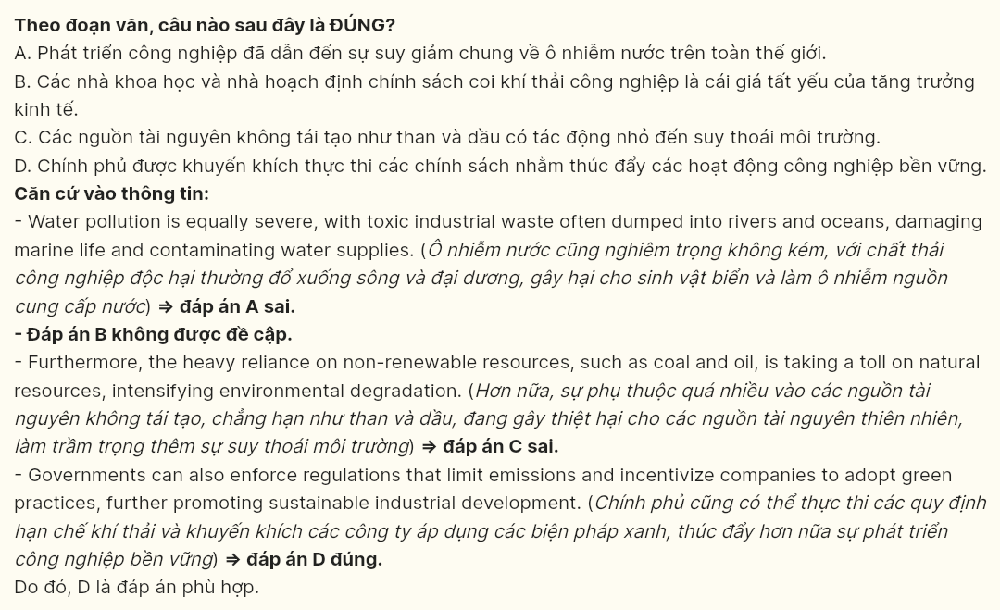 Theo đoạn văn, câu nào sau đây là ĐÚNG?
A. Phát triển công nghiệp đã dẫn đến sự suy giảm chung về ô nhiễm nước trên toàn thế giới.
B. Các nhà khoa học và nhà hoạch định chính sách coi khí thải công nghiệp là cái giá tất yếu của tăng trưởng
kinh tế.
C. Các nguồn tài nguyên không tái tạo như than và dầu có tác động nhỏ đến suy thoái môi trường.
D. Chính phủ được khuyến khích thực thi các chính sách nhằm thúc đẩy các hoạt động công nghiệp bền vững.
Căn cứ vào thông tin:
- Water pollution is equally severe, with toxic industrial waste often dumped into rivers and oceans, damaging
marine life and contaminating water supplies. (Ô nhiễm nước cũng nghiêm trọng không kém, với chất thải
công nghiệp độc hại thường đổ xuống sông và đại dương, gây hại cho sinh vật biển và làm ô nhiễm nguồn
cung cấp nước) ⇒ đáp án A sai.
- Đáp án B không được đề cập.
- Furthermore, the heavy reliance on non-renewable resources, such as coal and oil, is taking a toll on natural
resources, intensifying environmental degradation. (Hơn nữa, sự phụ thuộc quá nhiều vào các nguồn tài
nguyên không tái tạo, chẳng hạn như than và dầu, đang gây thiệt hại cho các nguồn tài nguyên thiên nhiên,
làm trầm trọng thêm sự suy thoái môi trường) ⇒ đáp án C sai.
- Governments can also enforce regulations that limit emissions and incentivize companies to adopt green
practices, further promoting sustainable industrial development. (Chính phủ cũng có thể thực thi các quy định
hạn chế khí thải và khuyến khích các công ty áp dụng các biện pháp xanh, thúc đẩy hơn nữa sự phát triển
công nghiệp bền vững) ⇒ đáp án D đúng.
Do đó, D là đáp án phù hợp.